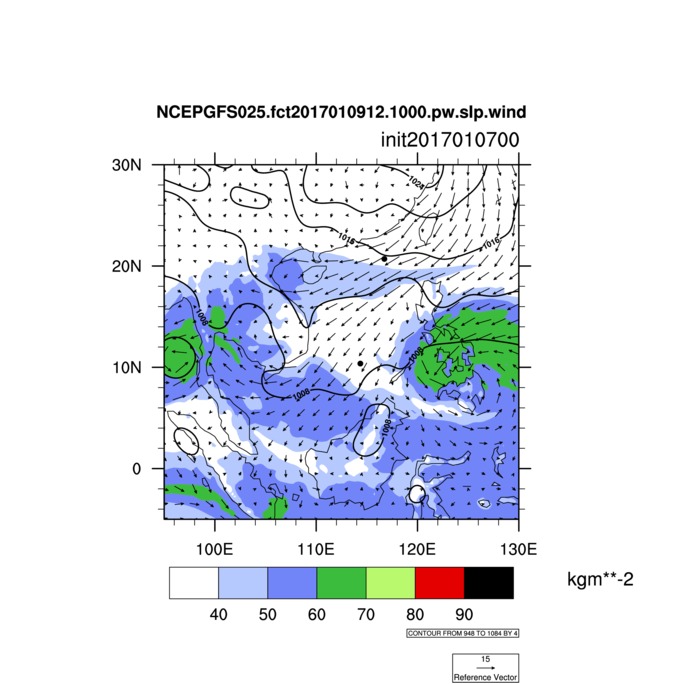 NCEPGFS025.fct2017010912.1000.pw.slp.wind
init2017010700
30N
1024
1016
1016
20N
1008
1008
10N
1008
1008
0
100E 110E 120E 130E
kgm**-2
40 50 60 70 80 90
CONTOUR FROM 948 TO 1084 BY 4
15
Reference Vector